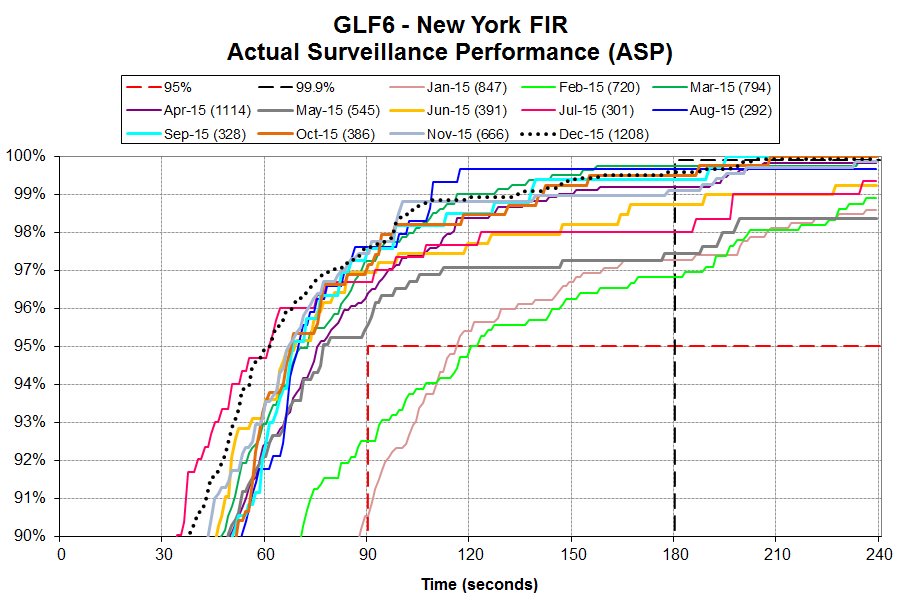 GLF6 - New York FIR
Actual Surveillance Performance (ASP)
95% 99.9% Jan-15 (847) Feb-15 (720) Mar-15 (794)
Apr-15 (1114) May-15 (545) Jun-15 (391) Jul-15 (301) Aug-15 (292)
Sep-15 (328) Oct-15 (386) Nov-15 (666) Dec-15 (1208)
100%
99%
98%
97%
96%
95%
94%
93%
92%
91%
90%
0 30 60 90 120 150 180 210 240
Time (seconds)